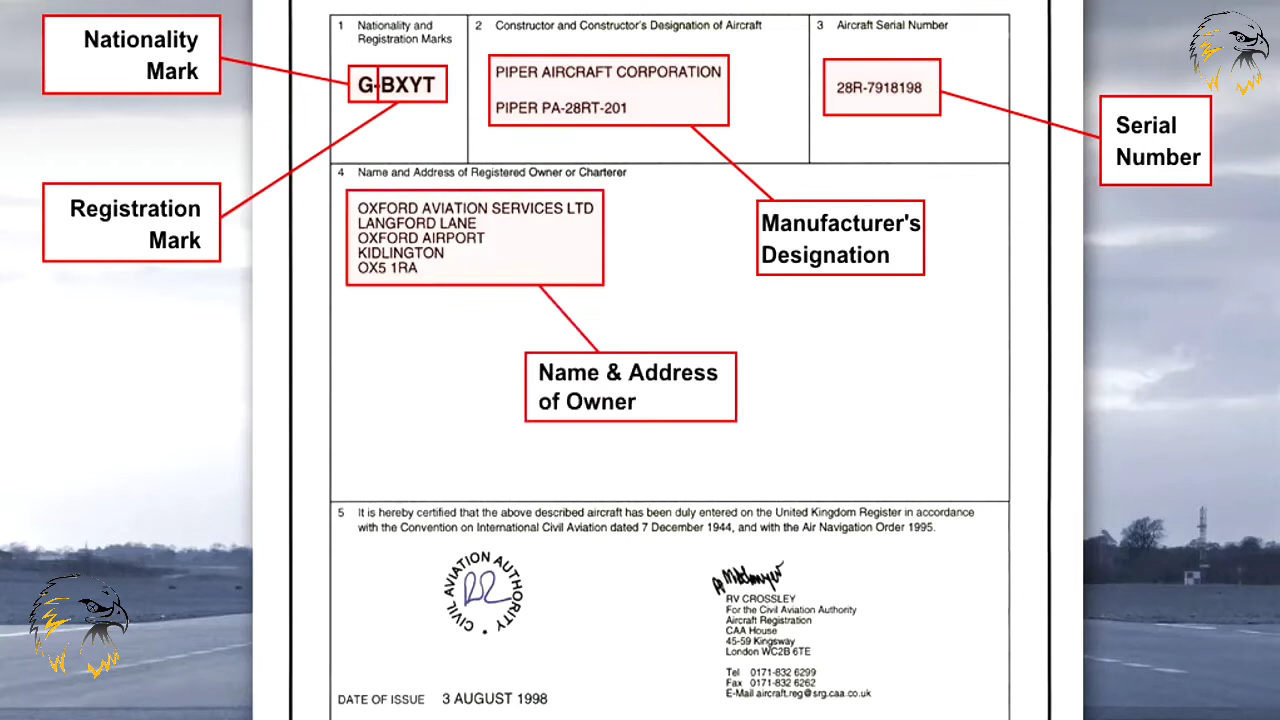 Nationality
Mark
Registration
Mark
1 Nationality and
Registration Marks
G-BXYT
2 Constructor and Constructor's Designation of Aircraft
PIPER AIRCRAFT CORPORATION
PIPER PA-28RT-201
3 Aircraft Serial Number
28R-7918198
Serial
Number
Manufacturer's
Designation
4 Name and Address of Registered Owner or Charterer
OXFORD AVIATION SERVICES LTD
LANGFORD LANE
OXFORD AIRPORT
KIDLINGTON
OX5 1RA
Name & Address
of Owner
5 It is hereby certified that the above described aircraft has been duly entered on the United Kingdom Register in accordance
with the Convention on International Civil Aviation dated 7 December 1944, and with the Air Navigation Order 1995.
CIVIL AVIATION AUTHORITY
RV CROSSLEY
For the Civil Aviation Authority
Aircraft Registration
CAA House
45-59 Kingsway
London WC2B 6TE
Tel 0171-832 6299
Fax 0171-832 6262
E-Mail aircraft.reg@srg.caa.co.uk
DATE OF ISSUE 3 AUGUST 1998